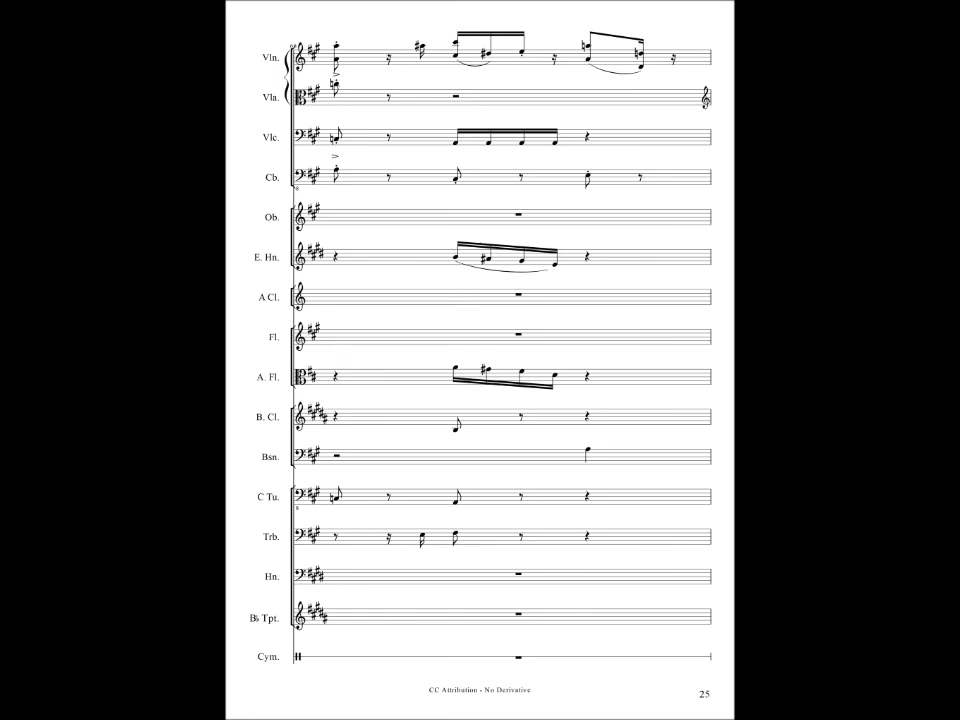 Vln.
Vla.
Vlc.
Cb.
Ob.
E. Hn.
A Cl.
Fl.
A. Fl.
B. Cl.
Bsn.
C Tu.
Trb.
Hn.
B♭ Tpt.
Cym.
CC Attribution - No Derivative
25